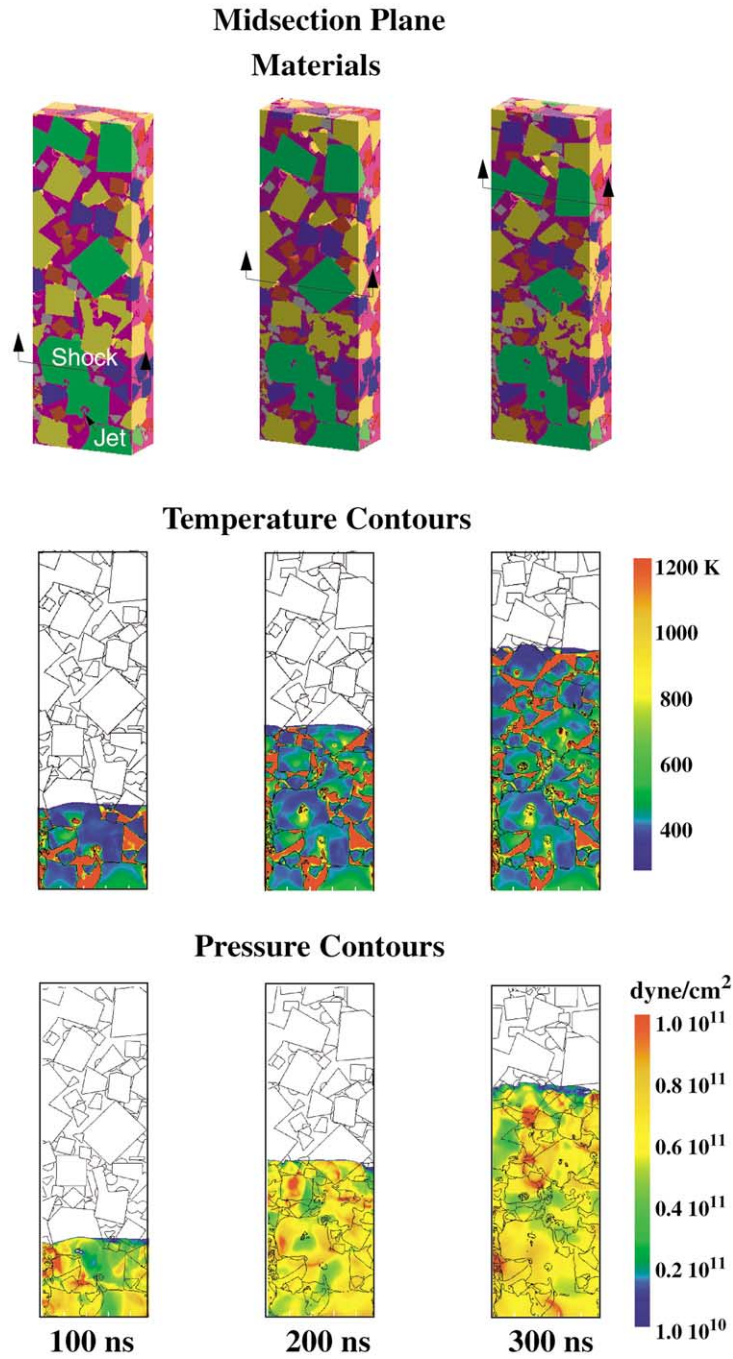 Midsection Plane
Materials
Shock
Jet
Temperature Contours
1200 K
1000
800
600
400
Pressure Contours
dyne/cm²
1.0 10¹¹
0.8 10¹¹
0.6 10¹¹
0.4 10¹¹
0.2 10¹¹
1.0 10¹⁰
100 ns
200 ns
300 ns